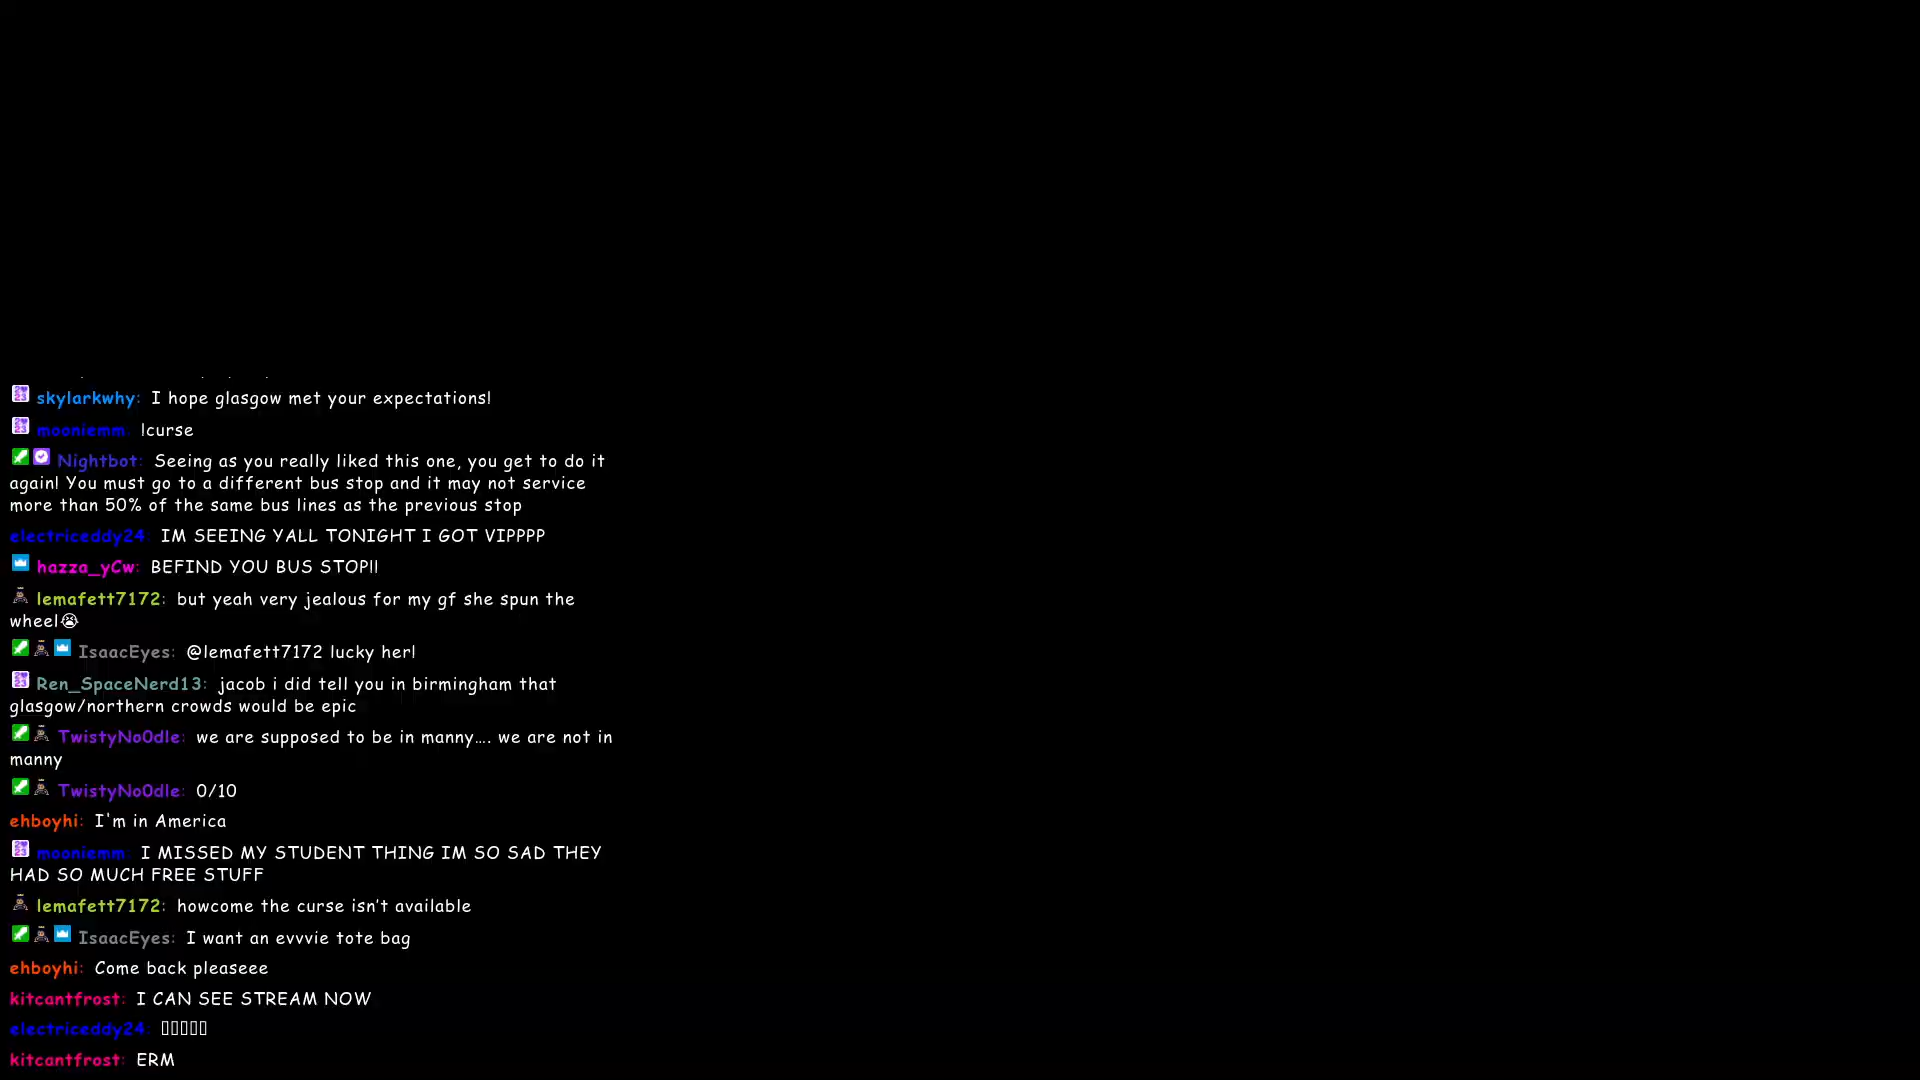 skylarkwhy: I hope glasgow met your expectations!
mooniemm: !curse
Nightbot: Seeing as you really liked this one, you get to do it
again! You must go to a different bus stop and it may not service
more than 50% of the same bus lines as the previous stop
electriceddy24: IM SEEING YALL TONIGHT I GOT VIPPPP
hazza_yCw: BEFIND YOU BUS STOP!!
lemafett7172: but yeah very jealous for my gf she spun the
wheel😭
IsaacEyes: @lemafett7172 lucky her!
Ren_SpaceNerd13: jacob i did tell you in birmingham that
glasgow/northern crowds would be epic
TwistyNo0dle: we are supposed to be in manny.... we are not in
manny
TwistyNo0dle: 0/10
ehboyhi: I'm in America
mooniemm: I MISSED MY STUDENT THING IM SO SAD THEY
HAD SO MUCH FREE STUFF
lemafett7172: howcome the curse isn't available
IsaacEyes: I want an evvvie tote bag
ehboyhi: Come back pleaseee
kitcantfrost: I CAN SEE STREAM NOW
electriceddy24:
kitcantfrost: ERM